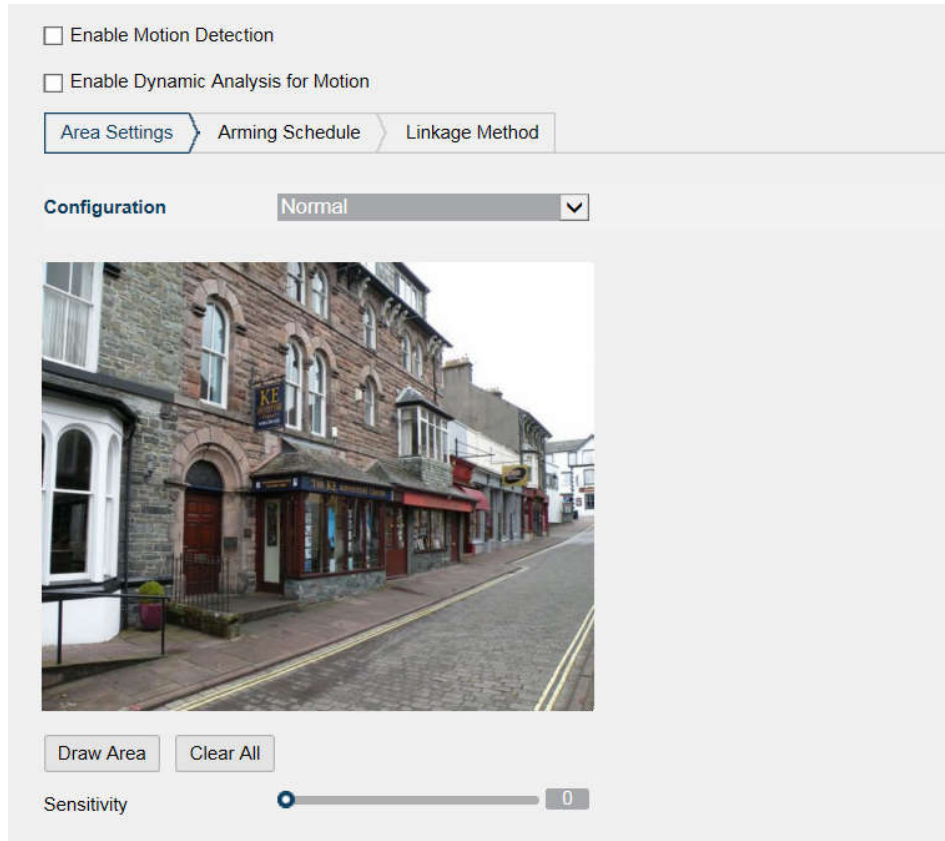 Enable Motion Detection
Enable Dynamic Analysis for Motion
Area Settings
Arming Schedule
Linkage Method
Configuration
Normal
KE
Draw Area
Clear All
Sensitivity
0